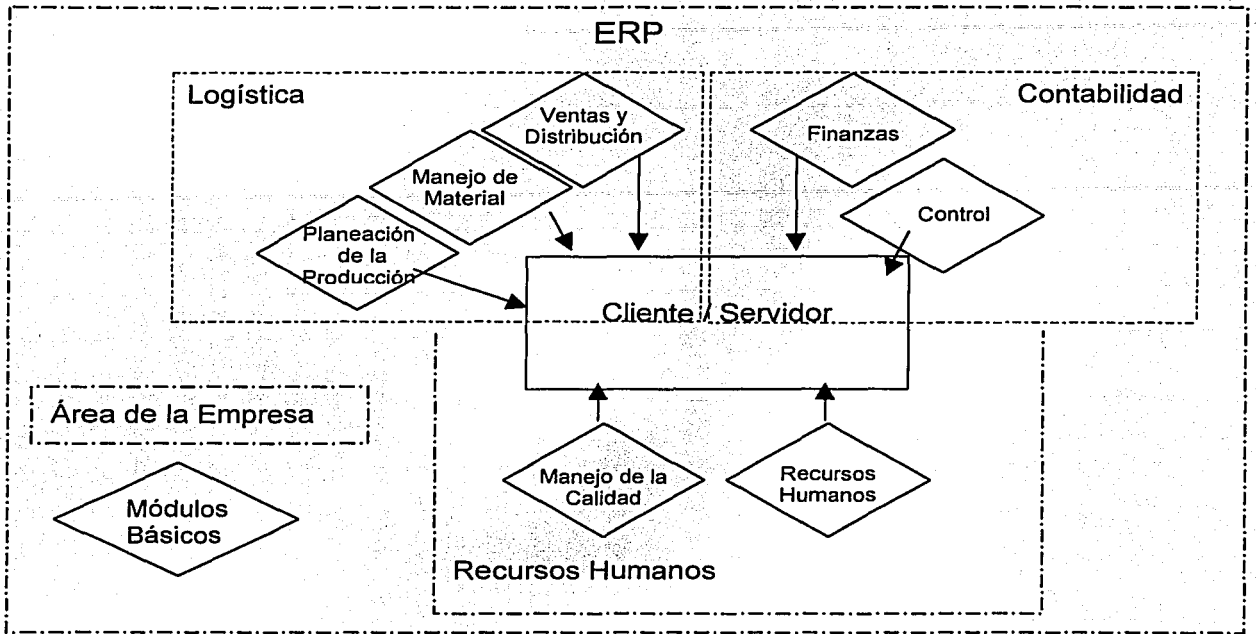 ERP
Logística
Contabilidad
Ventas y
Distribución
Finanzas
Manejo de
Material
Control
Planeación
de la
Producción
Cliente / Servidor
Área de la Empresa
Módulos
Básicos
Manejo de la
Calidad
Recursos
Humanos
Recursos Humanos